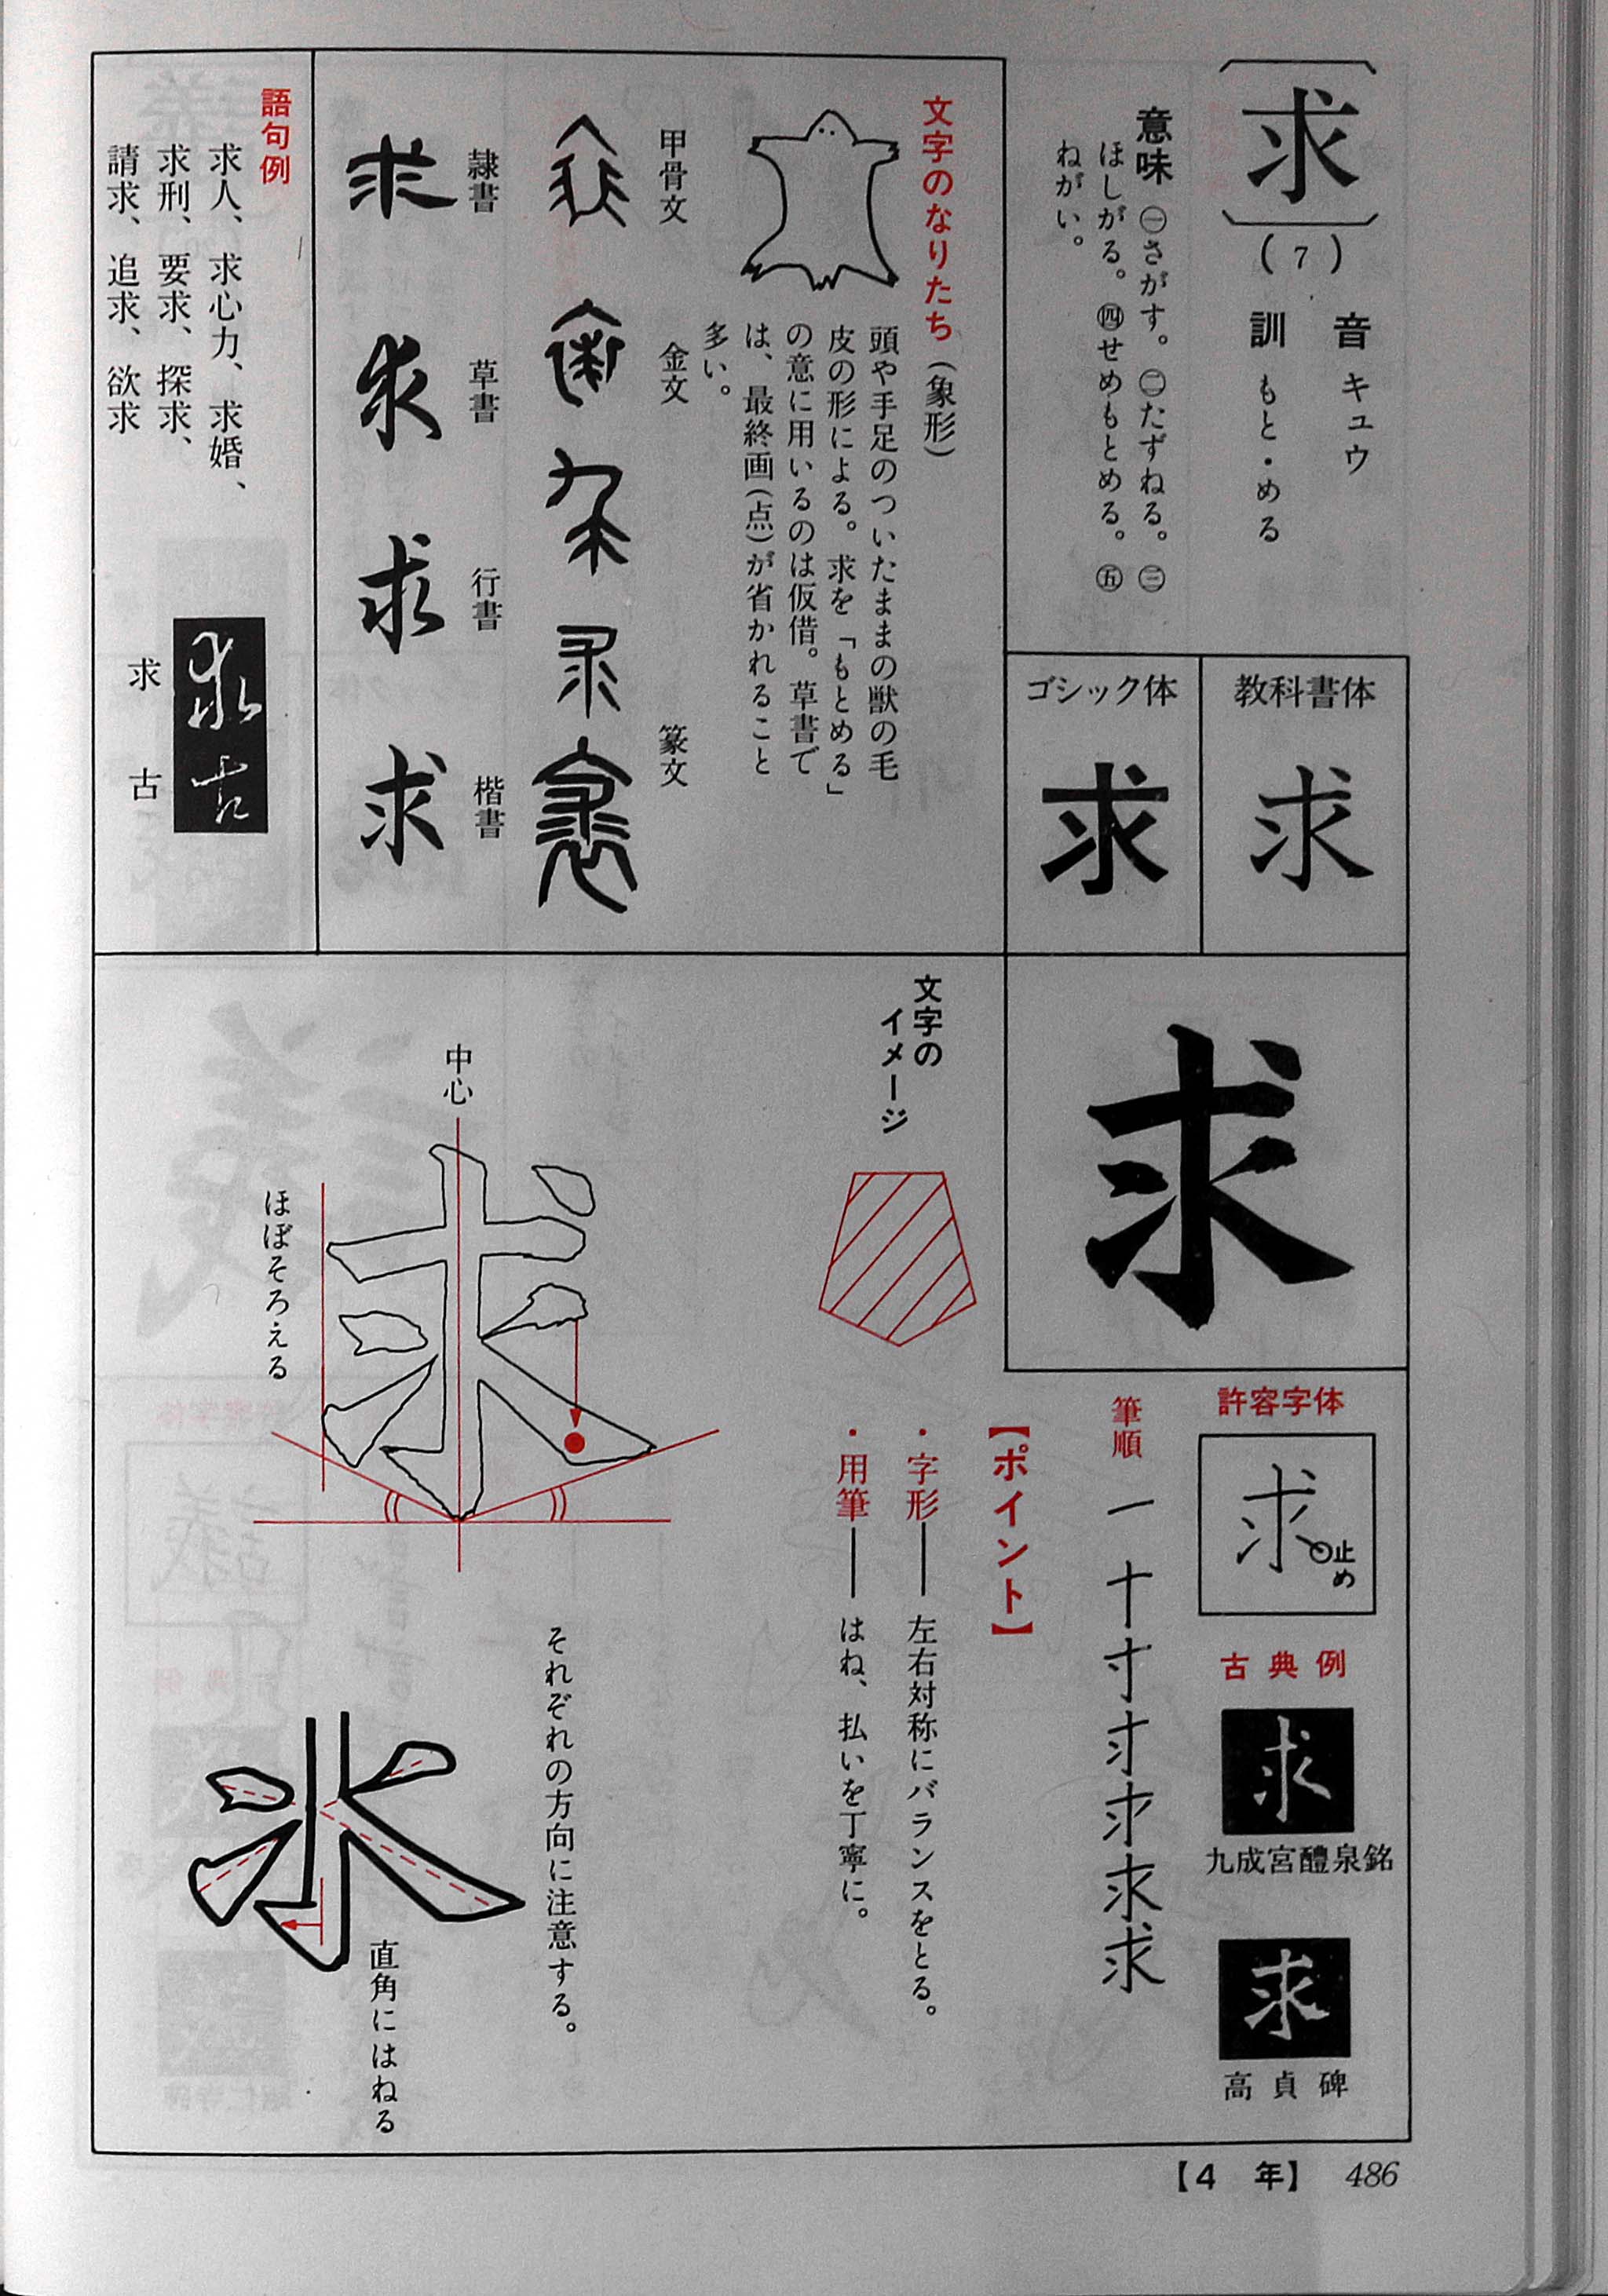 〔求〕(7)
音 キュウ
訓 もと・める
意味 ㊀さがす。㊁たずねる。㊂
ほしがる。㊃せめもとめる。㊄
ねがい。
教科書体
求
ゴシック体
求
文字のなりたち(象形)
頭や手足のついたままの獣の毛
皮の形による。求を「もとめる」
の意に用いるのは仮借。草書で
は、最終画(点)が省かれること
多い。
甲骨文
金文
篆文
隷書
求
草書
求
行書
求
楷書
求
語句例
求人、求心力、求婚、
求刑、要求、探求、
請求、追求、欲求
求古
求古
求
許容字体
求
止め
古典例
求
九成宮醴泉銘
求
高貞碑
筆順
求
【ポイント】
・字形——左右対称にバランスをとる。
・用筆——はね、払いを丁寧に。
文字の
イメージ
中心
ほぼそろえる
それぞれの方向に注意する。
直角にはねる
【4年】 486